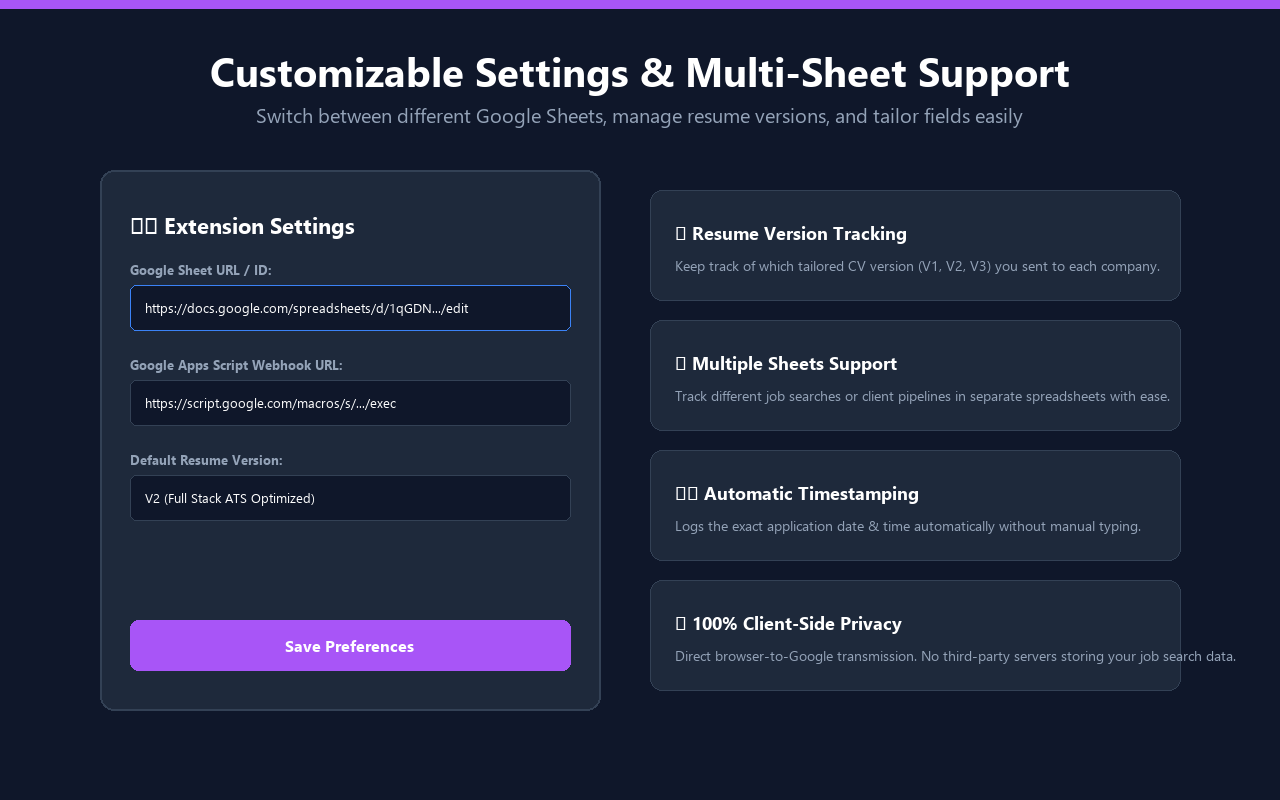 Customizable Settings & Multi-Sheet Support
Switch between different Google Sheets, manage resume versions, and tailor fields easily
Extension Settings
Google Sheet URL / ID:
https://docs.google.com/spreadsheets/d/1qGDN.../edit
Google Apps Script Webhook URL:
https://script.google.com/macros/s/.../exec
Default Resume Version:
V2 (Full Stack ATS Optimized)
Save Preferences
Resume Version Tracking
Keep track of which tailored CV version (V1, V2, V3) you sent to each company.
Multiple Sheets Support
Track different job searches or client pipelines in separate spreadsheets with ease.
Automatic Timestamping
Logs the exact application date & time automatically without manual typing.
100% Client-Side Privacy
Direct browser-to-Google transmission. No third-party servers storing your job search data.